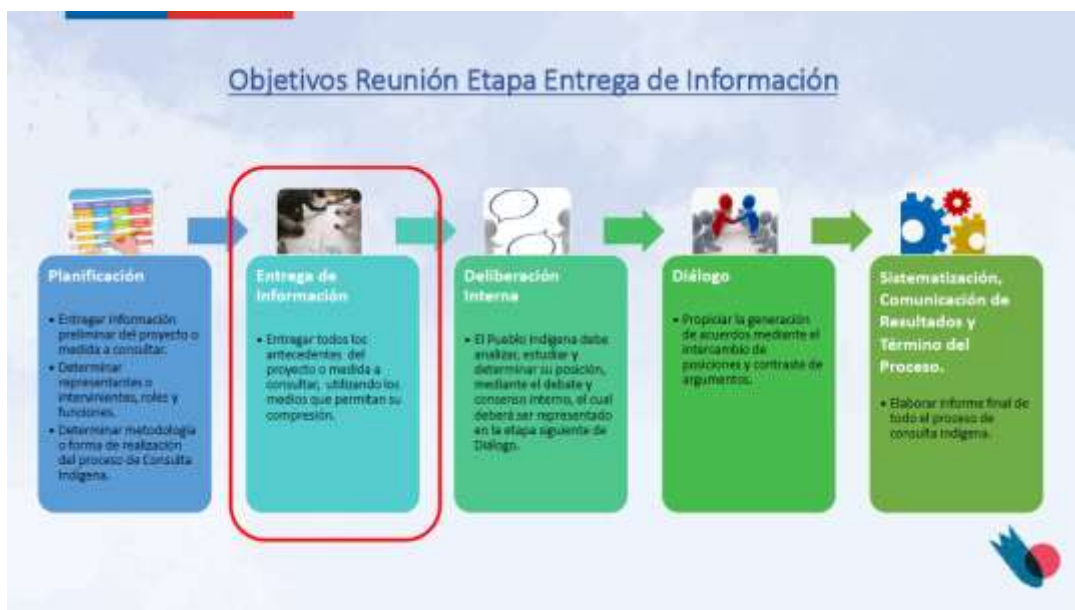 Objetivos Reunión Etapa Entrega de Información
Planificación
• Entregar información
preliminar del proyecto o
medida a consultar.
• Determinar
representantes o
intervinientes, roles y
funciones.
• Determinar metodología
o forma de realización
del proceso de Consulta
Indígena.
Entrega de
Información
• Entregar todos los
antecedentes del
proyecto o medida a
consultar, utilizando los
medios que permitan su
compresión.
Deliberación
Interna
• El Pueblo Indígena debe
analizar, estudiar y
determinar su posición,
mediante el debate y
consenso interno, el cual
deberá ser representado
en la etapa siguiente de
Diálogo.
Diálogo
• Propiciar la generación
de acuerdos mediante el
intercambio de
posiciones y contraste de
argumentos.
Sistematización,
Comunicación de
Resultados y
Término del
Proceso.
• Elaborar informe final de
todo el proceso de
consulta indígena.